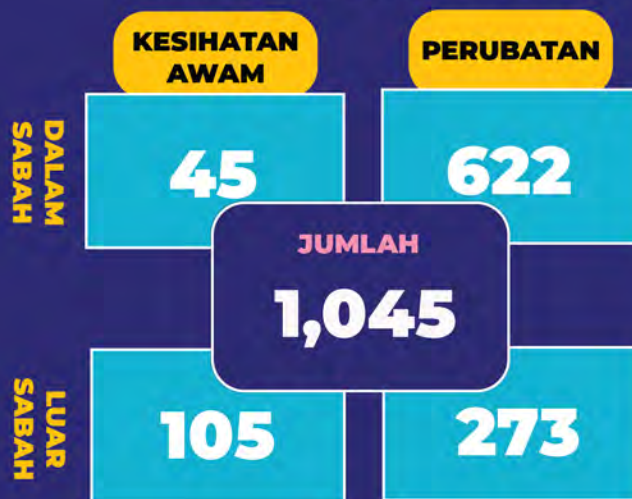 KESIHATAN
AWAM
PERUBATAN
DALAM
SABAH
45
622
JUMLAH
1,045
LUAR
SABAH
105
273